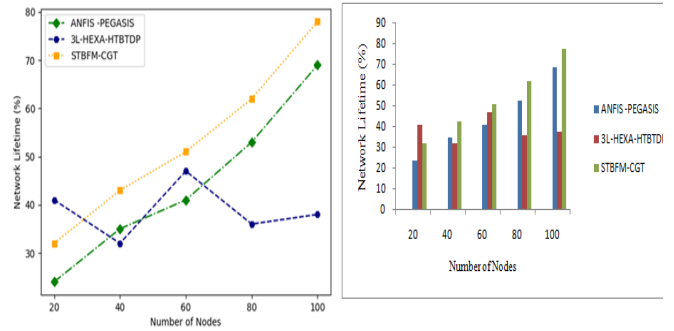 80
70
60
50
40
30
Network Lifetime (%)
ANFIS -PEGASIS
3L-HEXA-HTBTDP
STBFM-CGT
20
40
60
80
100
Number of Nodes
90
80
70
60
50
40
30
20
10
0
Network Lifetime (%)
20
40
60
80
100
Number of Nodes
ANFIS -PEGASIS
3L-HEXA-HTBTDI
STBFM-CGT